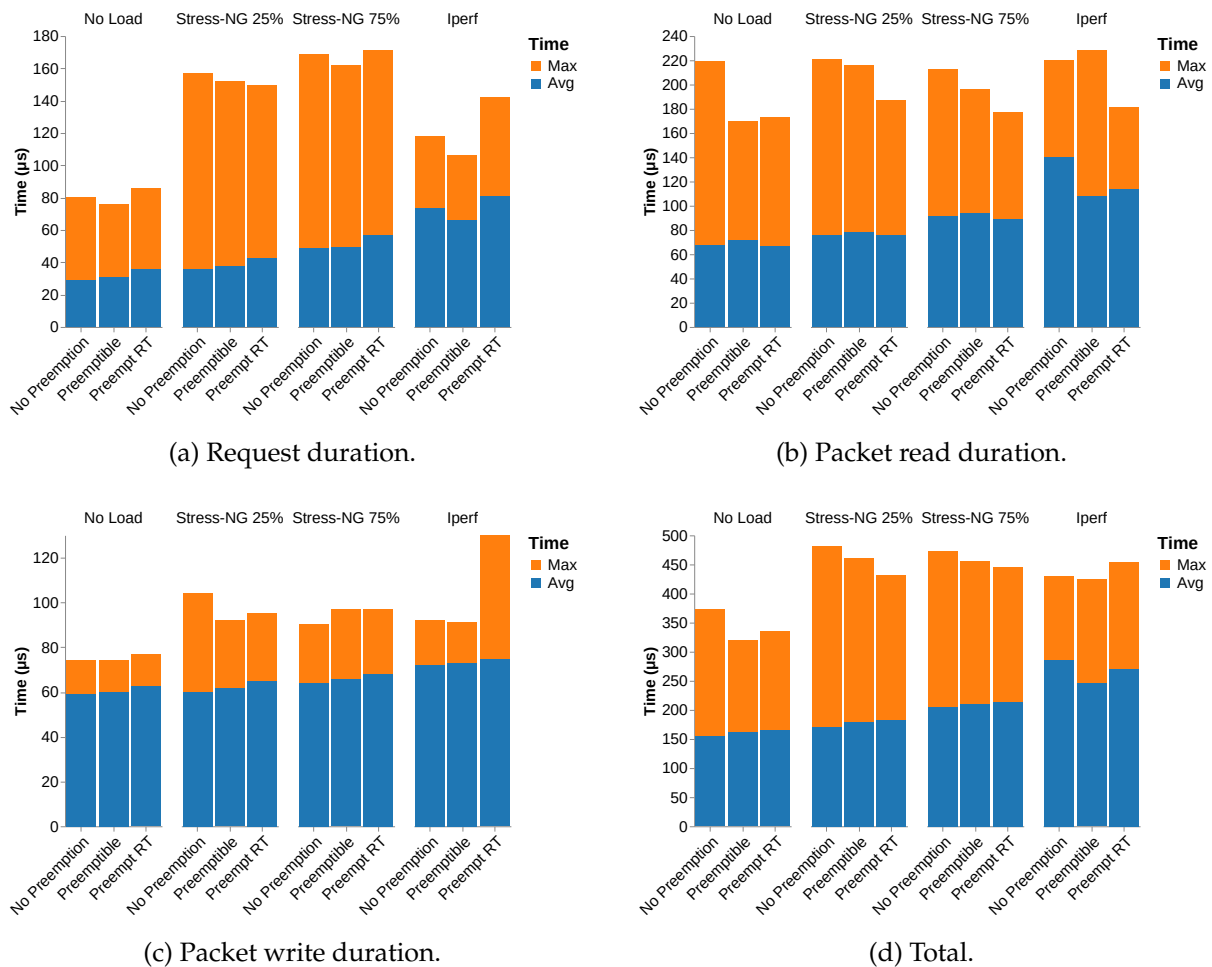 No Load Stress-NG 25% Stress-NG 75% Iperf
180
160
140
120
100
80
60
40
20
0
Time (µs)
Time
Max
Avg
No Preemption
Preemptible
Preempt RT
No Preemption
Preemptible
Preempt RT
No Preemption
Preemptible
Preempt RT
No Preemption
Preemptible
Preempt RT
(a) Request duration.
No Load Stress-NG 25% Stress-NG 75% Iperf
240
220
200
180
160
140
120
100
80
60
40
20
0
Time (µs)
Time
Max
Avg
No Preemption
Preemptible
Preempt RT
No Preemption
Preemptible
Preempt RT
No Preemption
Preemptible
Preempt RT
No Preemption
Preemptible
Preempt RT
(b) Packet read duration.
No Load Stress-NG 25% Stress-NG 75% Iperf
120
100
80
60
40
20
0
Time (µs)
Time
Max
Avg
No Preemption
Preemptible
Preempt RT
No Preemption
Preemptible
Preempt RT
No Preemption
Preemptible
Preempt RT
No Preemption
Preemptible
Preempt RT
(c) Packet write duration.
No Load Stress-NG 25% Stress-NG 75% Iperf
500
450
400
350
300
250
200
150
100
50
0
Time (µs)
Time
Max
Avg
No Preemption
Preemptible
Preempt RT
No Preemption
Preemptible
Preempt RT
No Preemption
Preemptible
Preempt RT
No Preemption
Preemptible
Preempt RT
(d) Total.